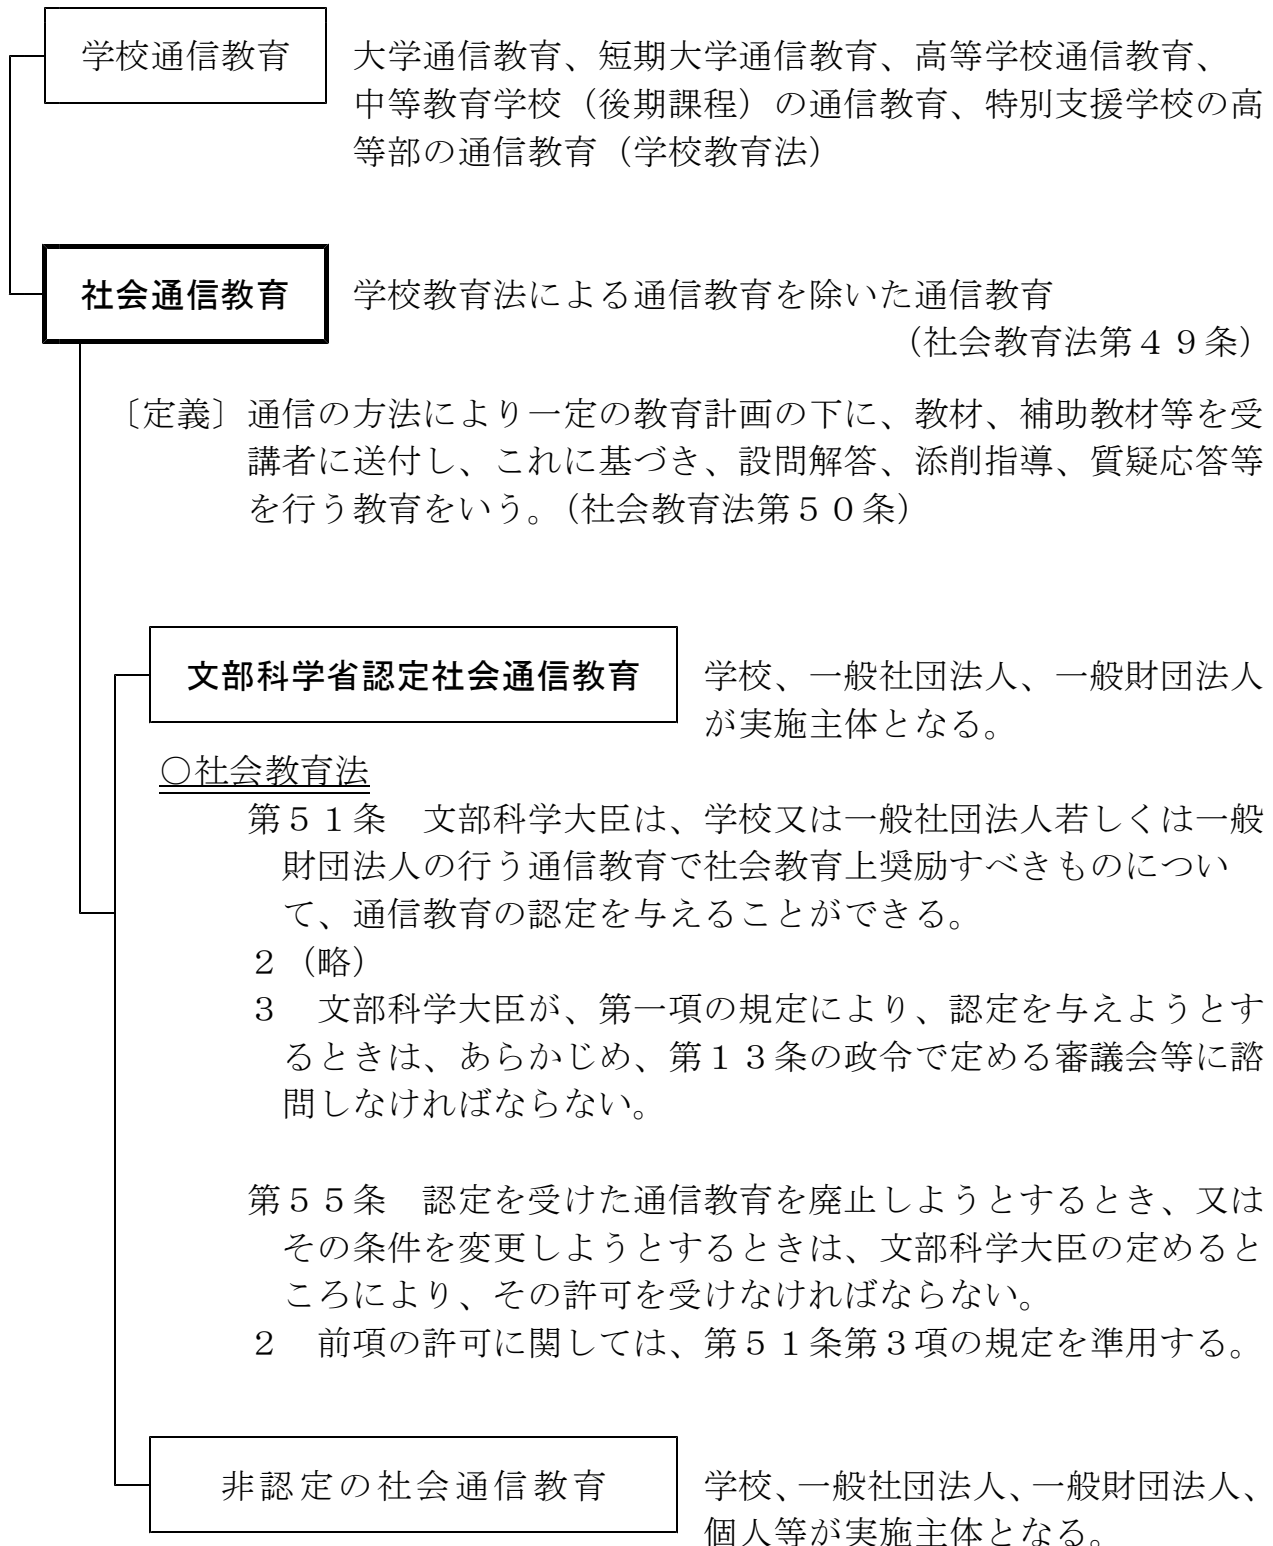 学校通信教育
大学通信教育、短期大学通信教育、高等学校通信教育、
中等教育学校（後期課程）の通信教育、特別支援学校の高
等部の通信教育（学校教育法）
社会通信教育
学校教育法による通信教育を除いた通信教育
（社会教育法第４９条）
〔定義〕通信の方法により一定の教育計画の下に、教材、補助教材等を受
講者に送付し、これに基づき、設問解答、添削指導、質疑応答等
を行う教育をいう。（社会教育法第５０条）
文部科学省認定社会通信教育
学校、一般社団法人、一般財団法人
が実施主体となる。
○社会教育法
第５１条　文部科学大臣は、学校又は一般社団法人若しくは一般
財団法人の行う通信教育で社会教育上奨励すべきものについ
て、通信教育の認定を与えることができる。
２（略）
３　文部科学大臣が、第一項の規定により、認定を与えようとす
るときは、あらかじめ、第１３条の政令で定める審議会等に諮
問しなければならない。
第５５条　認定を受けた通信教育を廃止しようとするとき、又は
その条件を変更しようとするときは、文部科学大臣の定めると
ころにより、その許可を受けなければならない。
２　前項の許可に関しては、第５１条第３項の規定を準用する。
非認定の社会通信教育
学校、一般社団法人、一般財団法人、
個人等が実施主体となる。